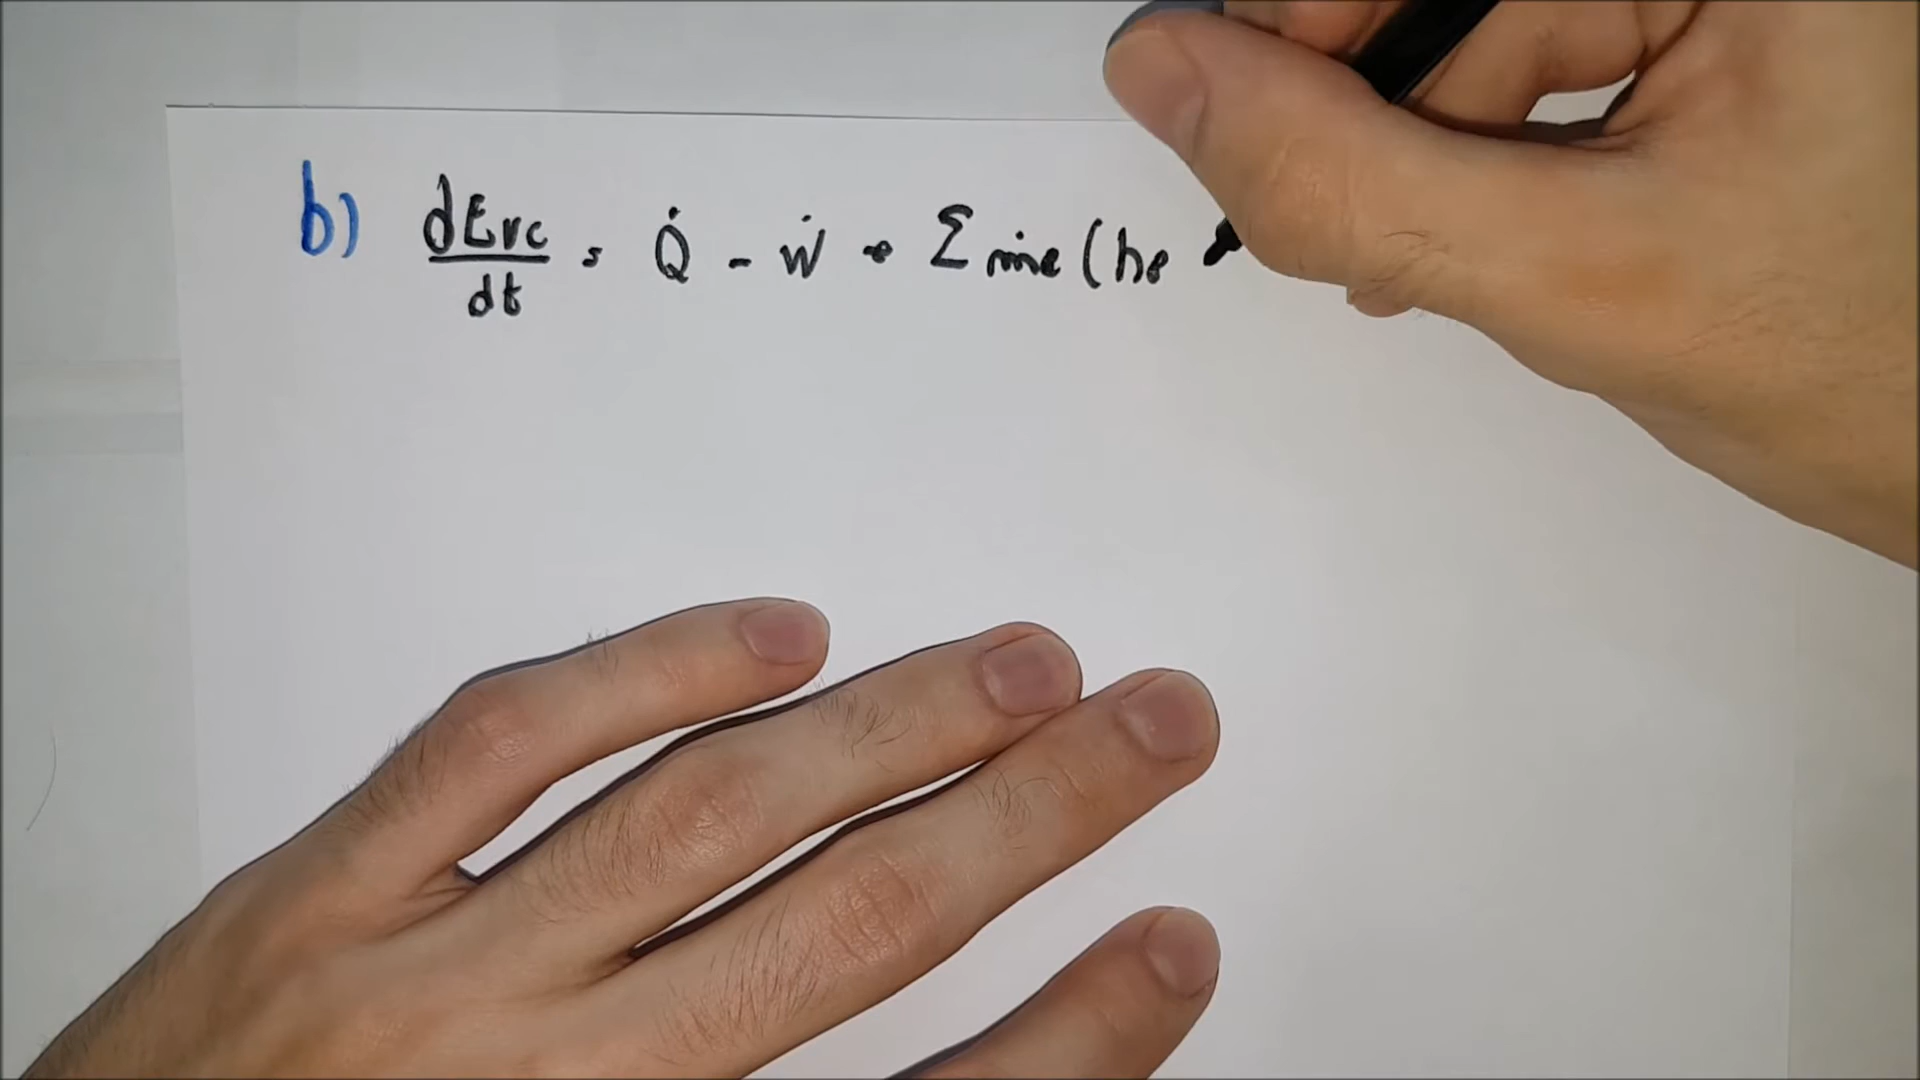 b) dEvc/dt = Q̇ - Ẇ + Σ ṁe (he +